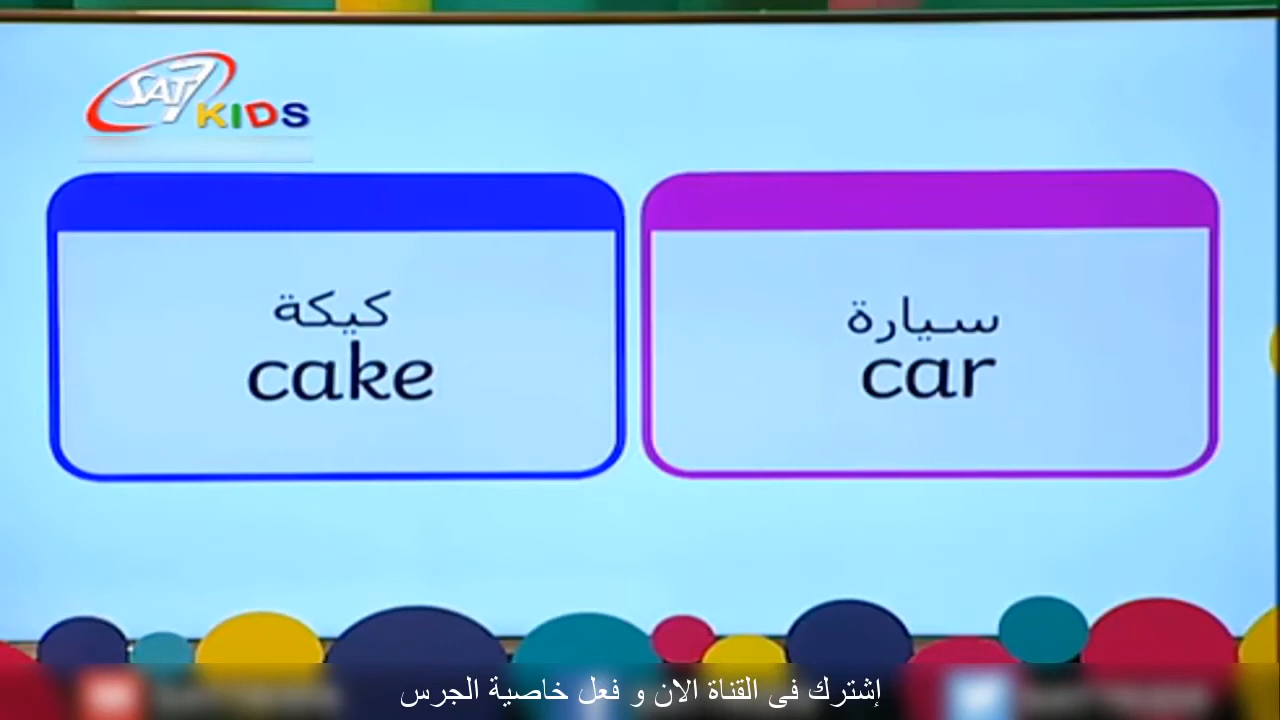 SAT7
KIDS
كيكة
cake
سيارة
car
إشترك فى القناة الان و فعل خاصية الجرس